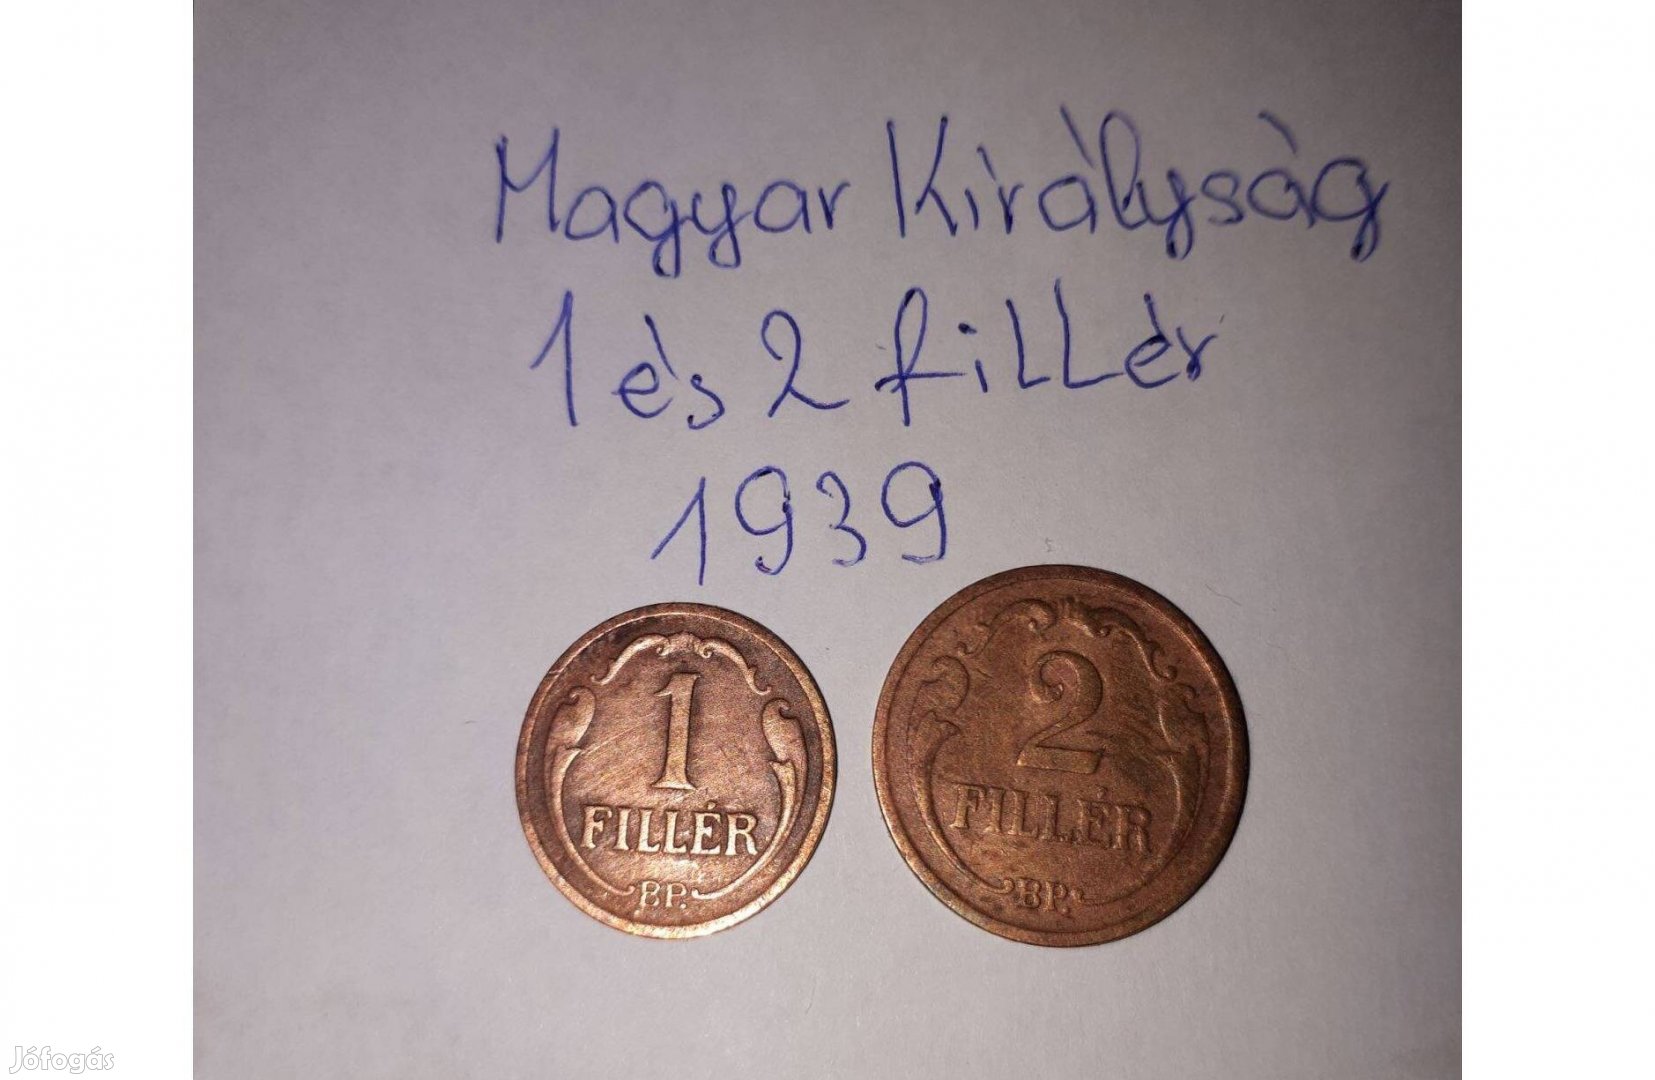 Magyar Királyság
1 és 2 fillér
1939
1
FILLÉR
BP.
2
FILLÉR
BP.
Jófogás